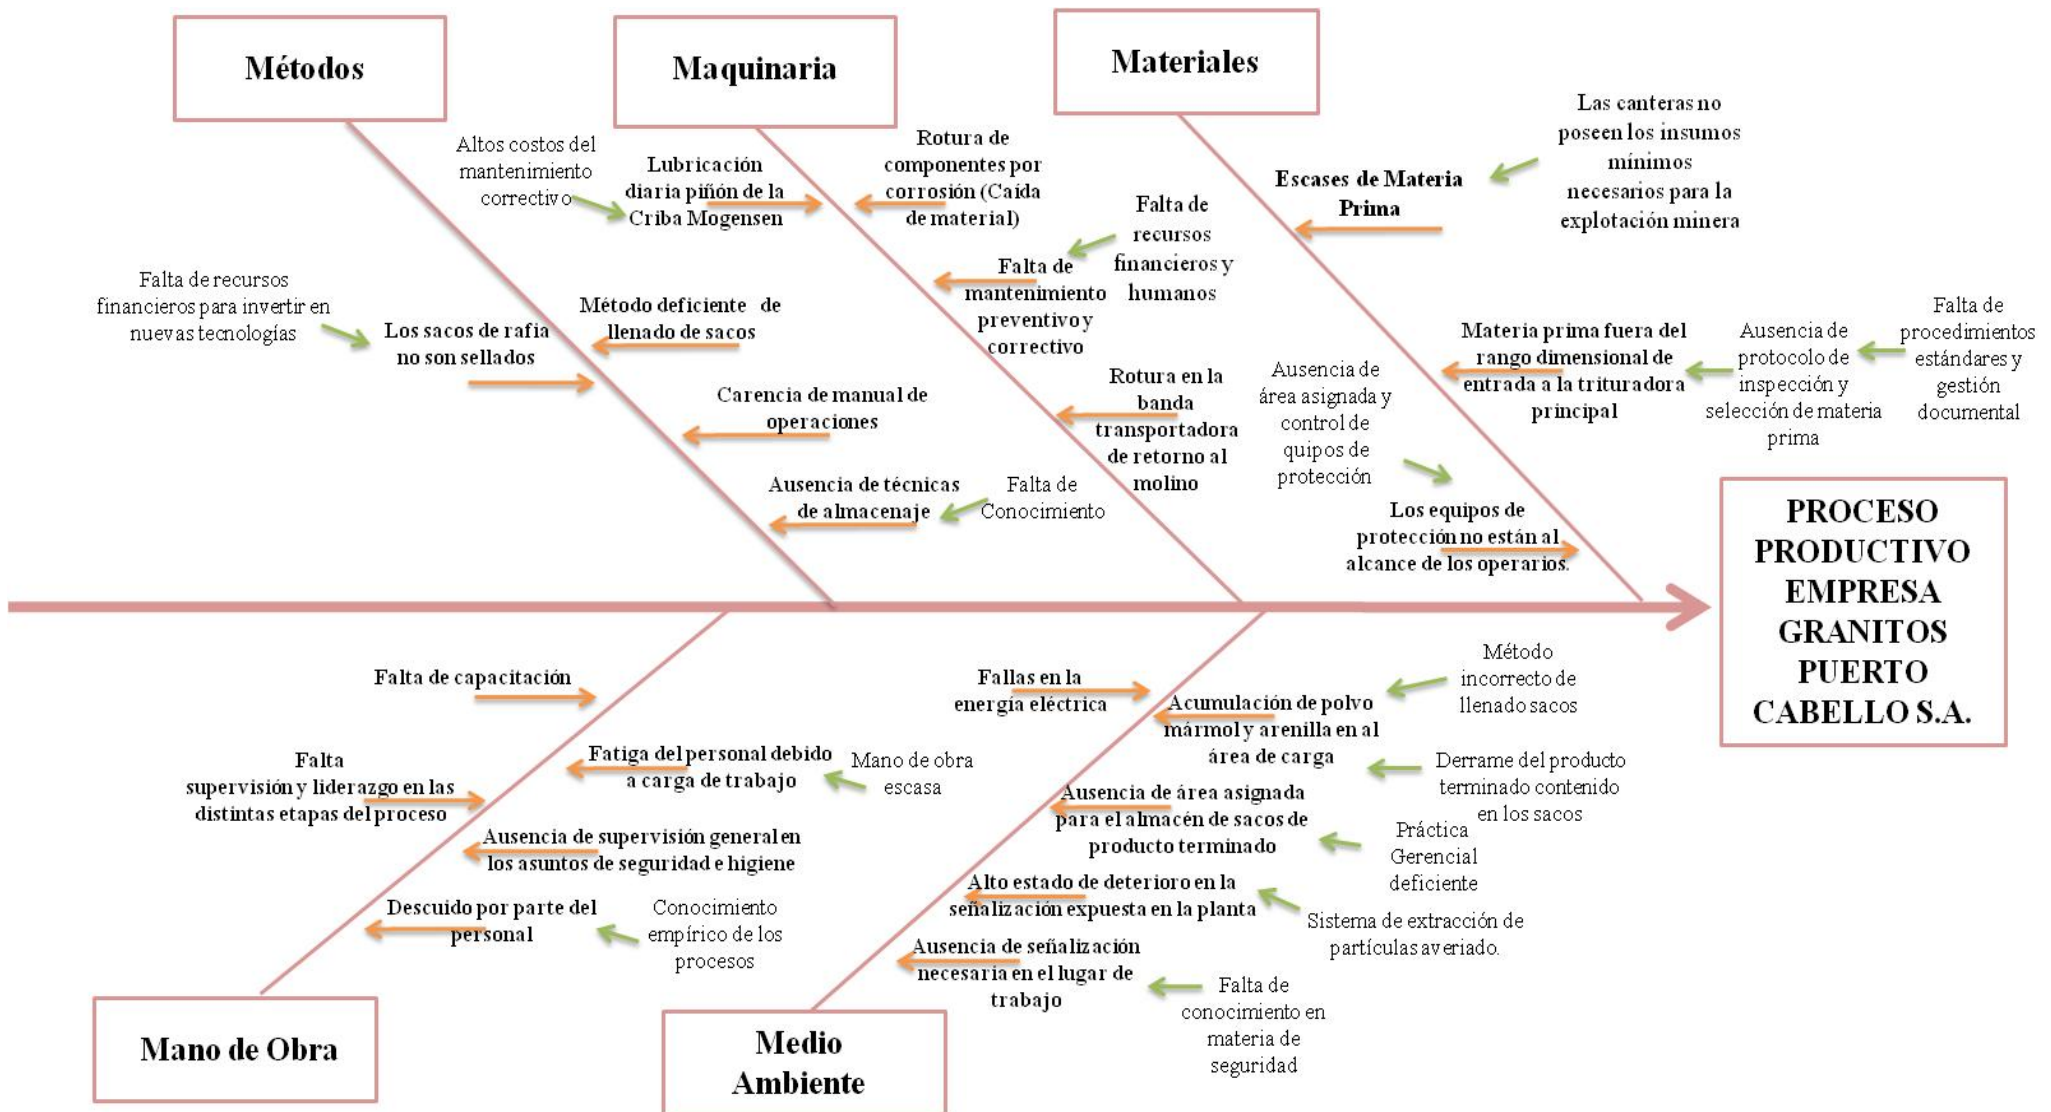 Métodos
Maquinaria
Materiales
Altos costos del
mantenimiento
correctivo
Lubricación
diaria piñón de la
Criba Mogensen
Rotura de
componentes por
corrosión (Caída
de material)
Falta de
recursos
financieros y
humanos
Falta de
mantenimiento
preventivo y
correctivo
Las canteras no
poseen los insumos
mínimos
necesarios para la
explotación minera
Escases de Materia
Prima
Falta de recursos
financieros para invertir en
nuevas tecnologías
Los sacos de rafia
no son sellados
Método deficiente de
llenado de sacos
Carencia de manual de
operaciones
Ausencia de técnicas
de almacenaje
Falta de
Conocimiento
Rotura en la
banda
transportadora
de retorno al
molino
Ausencia de
área asignada y
control de
quipos de
protección
Materia prima fuera del
rango dimensional de
entrada a la trituradora
principal
Ausencia de
protocolo de
inspección y
selección de materia
prima
Falta de
procedimientos
estándares y
gestión
documental
Los equipos de
protección no están al
alcance de los operarios.
PROCESO
PRODUCTIVO
EMPRESA
GRANITOS
PUERTO
CABELLO S.A.
Falta de capacitación
Falta
supervisión y liderazgo en las
distintas etapas del proceso
Fatiga del personal debido
a carga de trabajo
Mano de obra
escasa
Ausencia de supervisión general en
los asuntos de seguridad e higiene
Descuido por parte del
personal
Conocimiento
empírico de los
procesos
Fallas en la
energía eléctrica
Acumulación de polvo
mármol y arenilla en al
área de carga
Método
incorrecto de
llenado sacos
Derrame del producto
terminado contenido
en los sacos
Ausencia de área asignada
para el almacén de sacos de
producto terminado
Práctica
Gerencial
deficiente
Alto estado de deterioro en la
señalización expuesta en la planta
Sistema de extracción de
partículas averiado.
Ausencia de señalización
necesaria en el lugar de
trabajo
Falta de
conocimiento en
materia de
seguridad
Mano de Obra
Medio
Ambiente